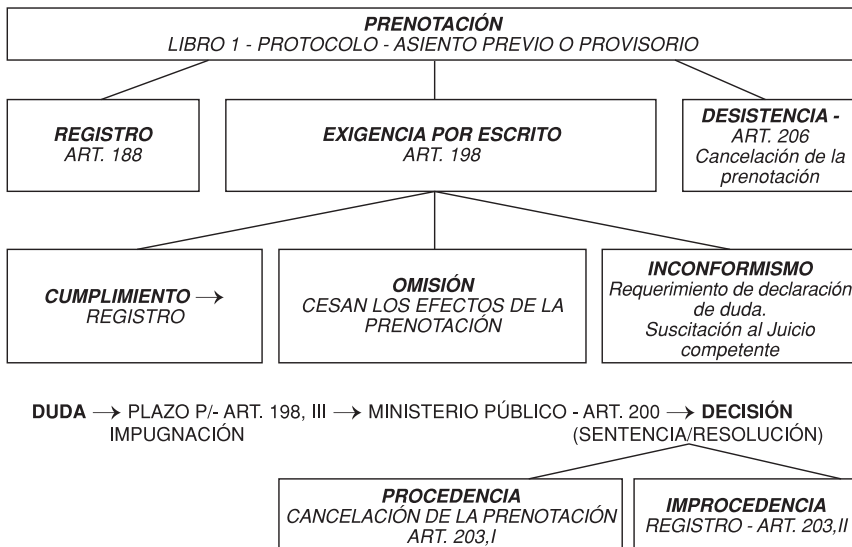 PRENOTACIÓN
LIBRO 1 - PROTOCOLO - ASIENTO PREVIO O PROVISORIO
REGISTRO
ART. 188
EXIGENCIA POR ESCRITO
ART. 198
DESISTENCIA -
ART. 206
Cancelación de la
prenotación
CUMPLIMIENTO →
REGISTRO
OMISIÓN
CESAN LOS EFECTOS DE LA
PRENOTACIÓN
INCONFORMISMO
Requerimiento de declaración
de duda.
Suscitación al Juicio
competente
DUDA → PLAZO P/- ART. 198, III → MINISTERIO PÚBLICO - ART. 200 → DECISIÓN
IMPUGNACIÓN (SENTENCIA/RESOLUCIÓN)
PROCEDENCIA
CANCELACIÓN DE LA PRENOTACIÓN
ART. 203,I
IMPROCEDENCIA
REGISTRO - ART. 203,II